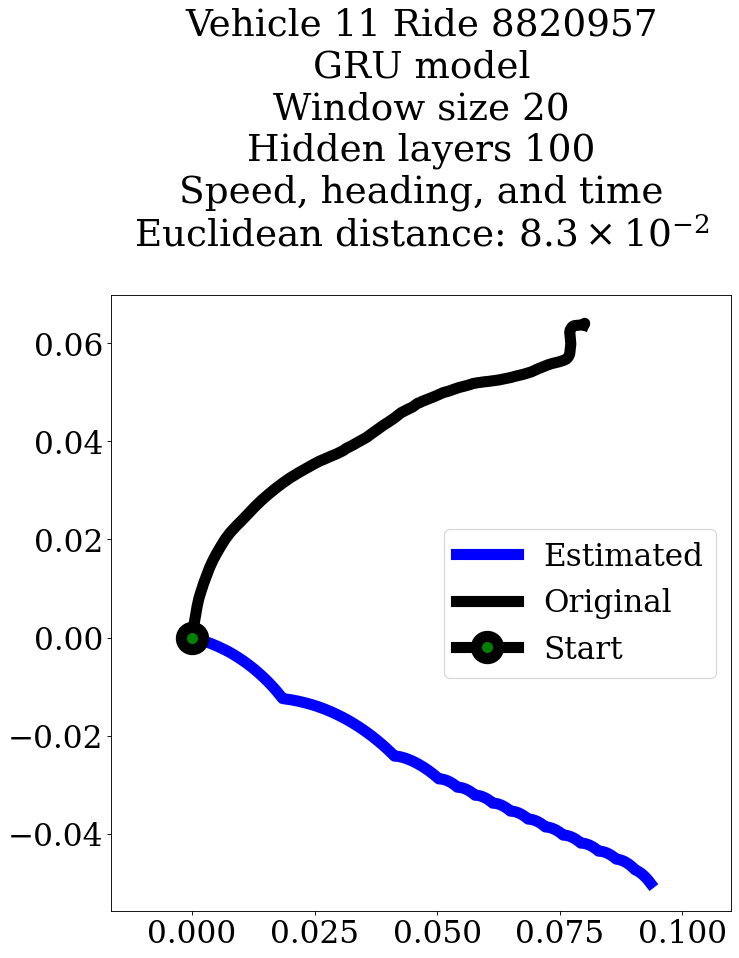 Vehicle 11 Ride 8820957
GRU model
Window size 20
Hidden layers 100
Speed, heading, and time
Euclidean distance: 8.3 × 10⁻²
0.06
0.04
0.02
0.00
−0.02
−0.04
Estimated
Original
Start
0.000 0.025 0.050 0.075 0.100